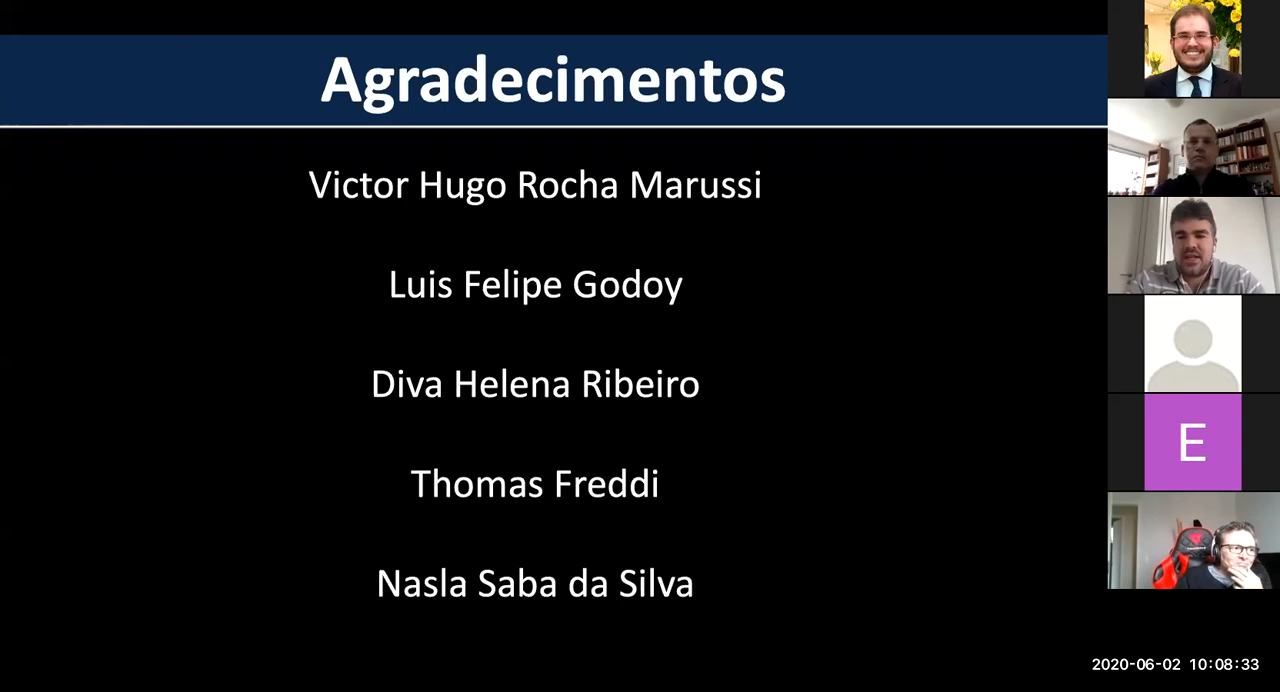 Agradecimentos
Victor Hugo Rocha Marussi
Luis Felipe Godoy
Diva Helena Ribeiro
Thomas Freddi
Nasla Saba da Silva
E
2020-06-02 10:08:33